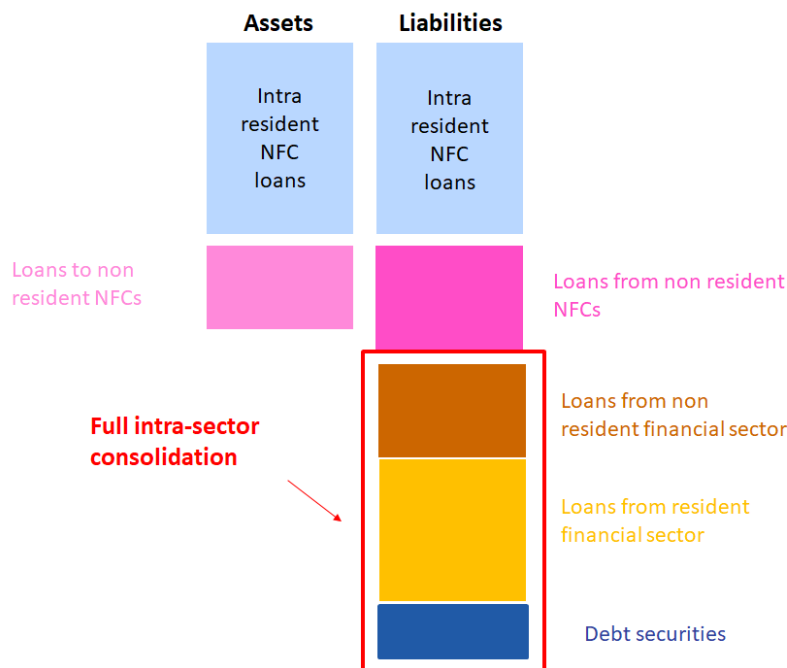 Assets
Liabilities
Intra
resident
NFC
loans
Intra
resident
NFC
loans
Loans to non
resident NFCs
Loans from non resident
NFCs
Full intra-sector
consolidation
Loans from non
resident financial sector
Loans from resident
financial sector
Debt securities